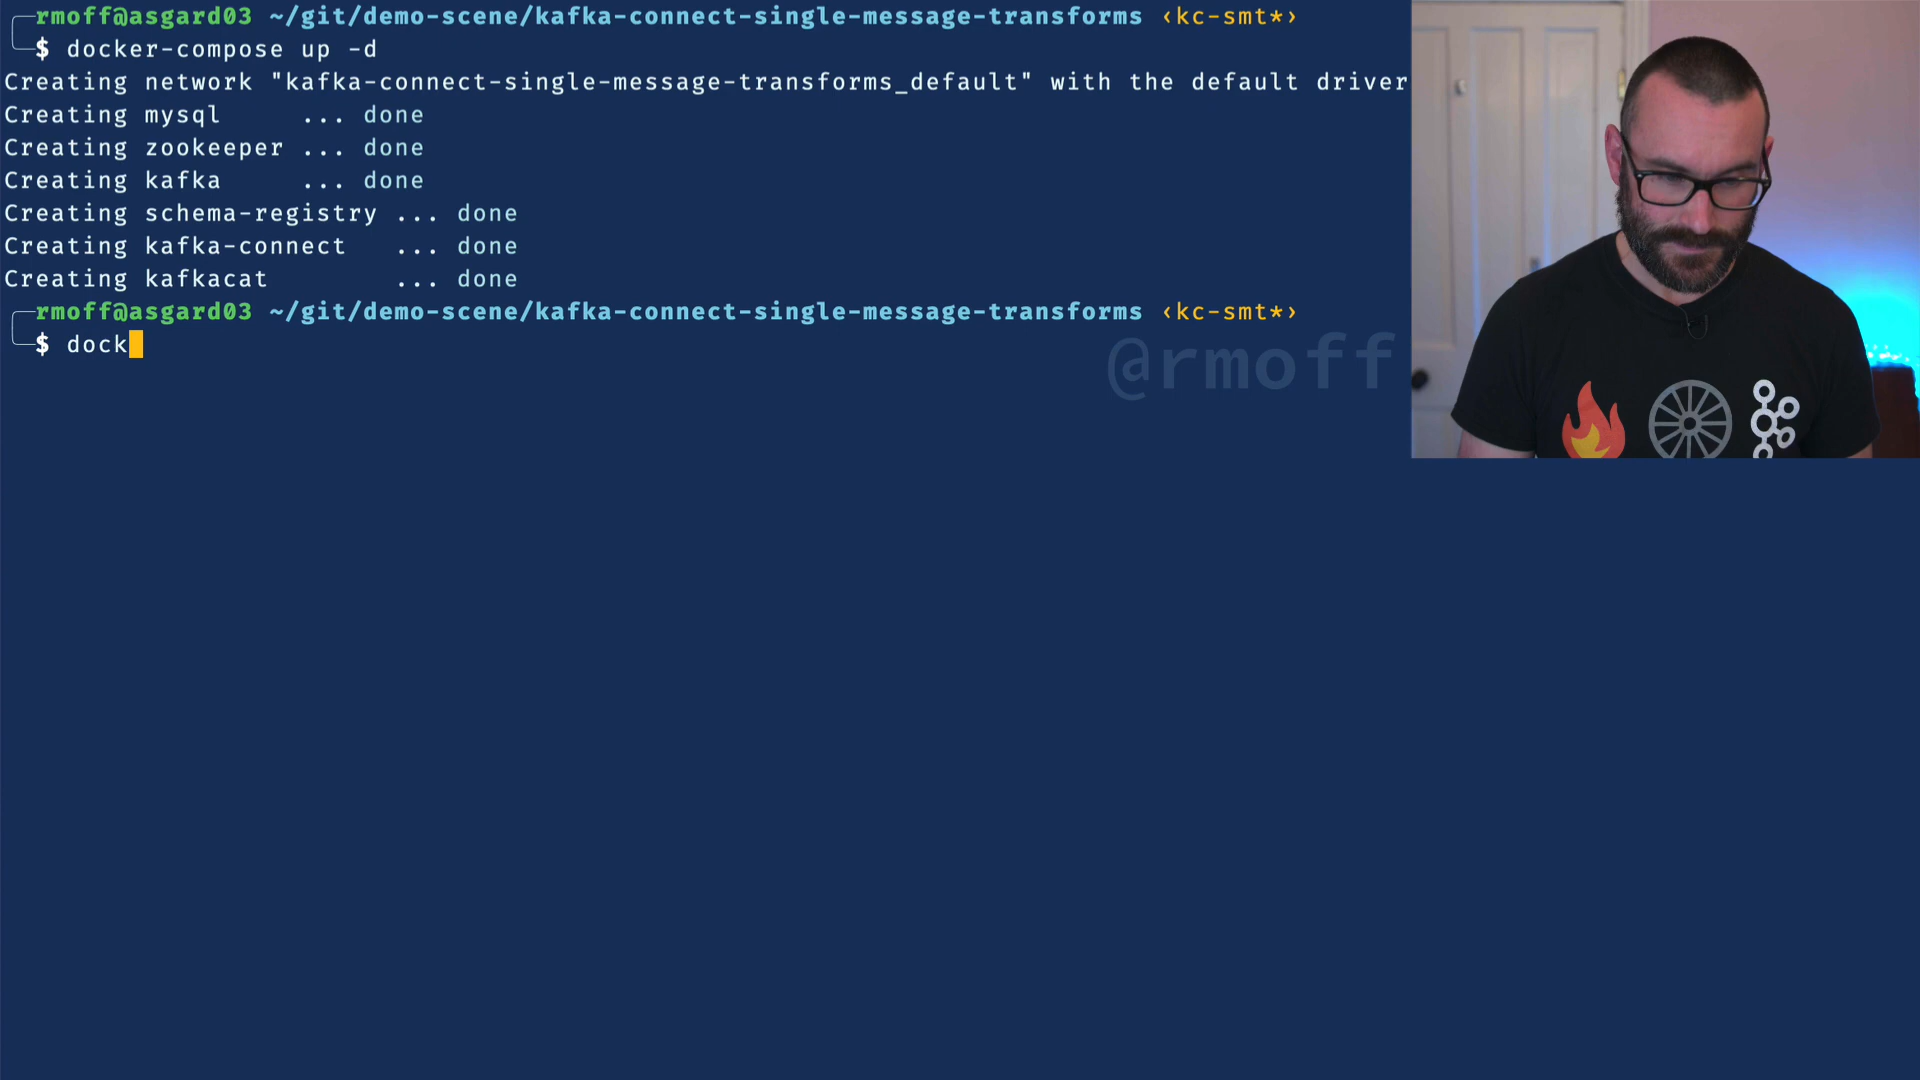 rmoff@asgard03 ~/git/demo-scene/kafka-connect-single-message-transforms ‹kc-smt*›
$ docker-compose up -d
Creating network "kafka-connect-single-message-transforms_default" with the default driver
Creating mysql ... done
Creating zookeeper ... done
Creating kafka ... done
Creating schema-registry ... done
Creating kafka-connect ... done
Creating kafkacat ... done
rmoff@asgard03 ~/git/demo-scene/kafka-connect-single-message-transforms ‹kc-smt*›
$ dock
@rmoff